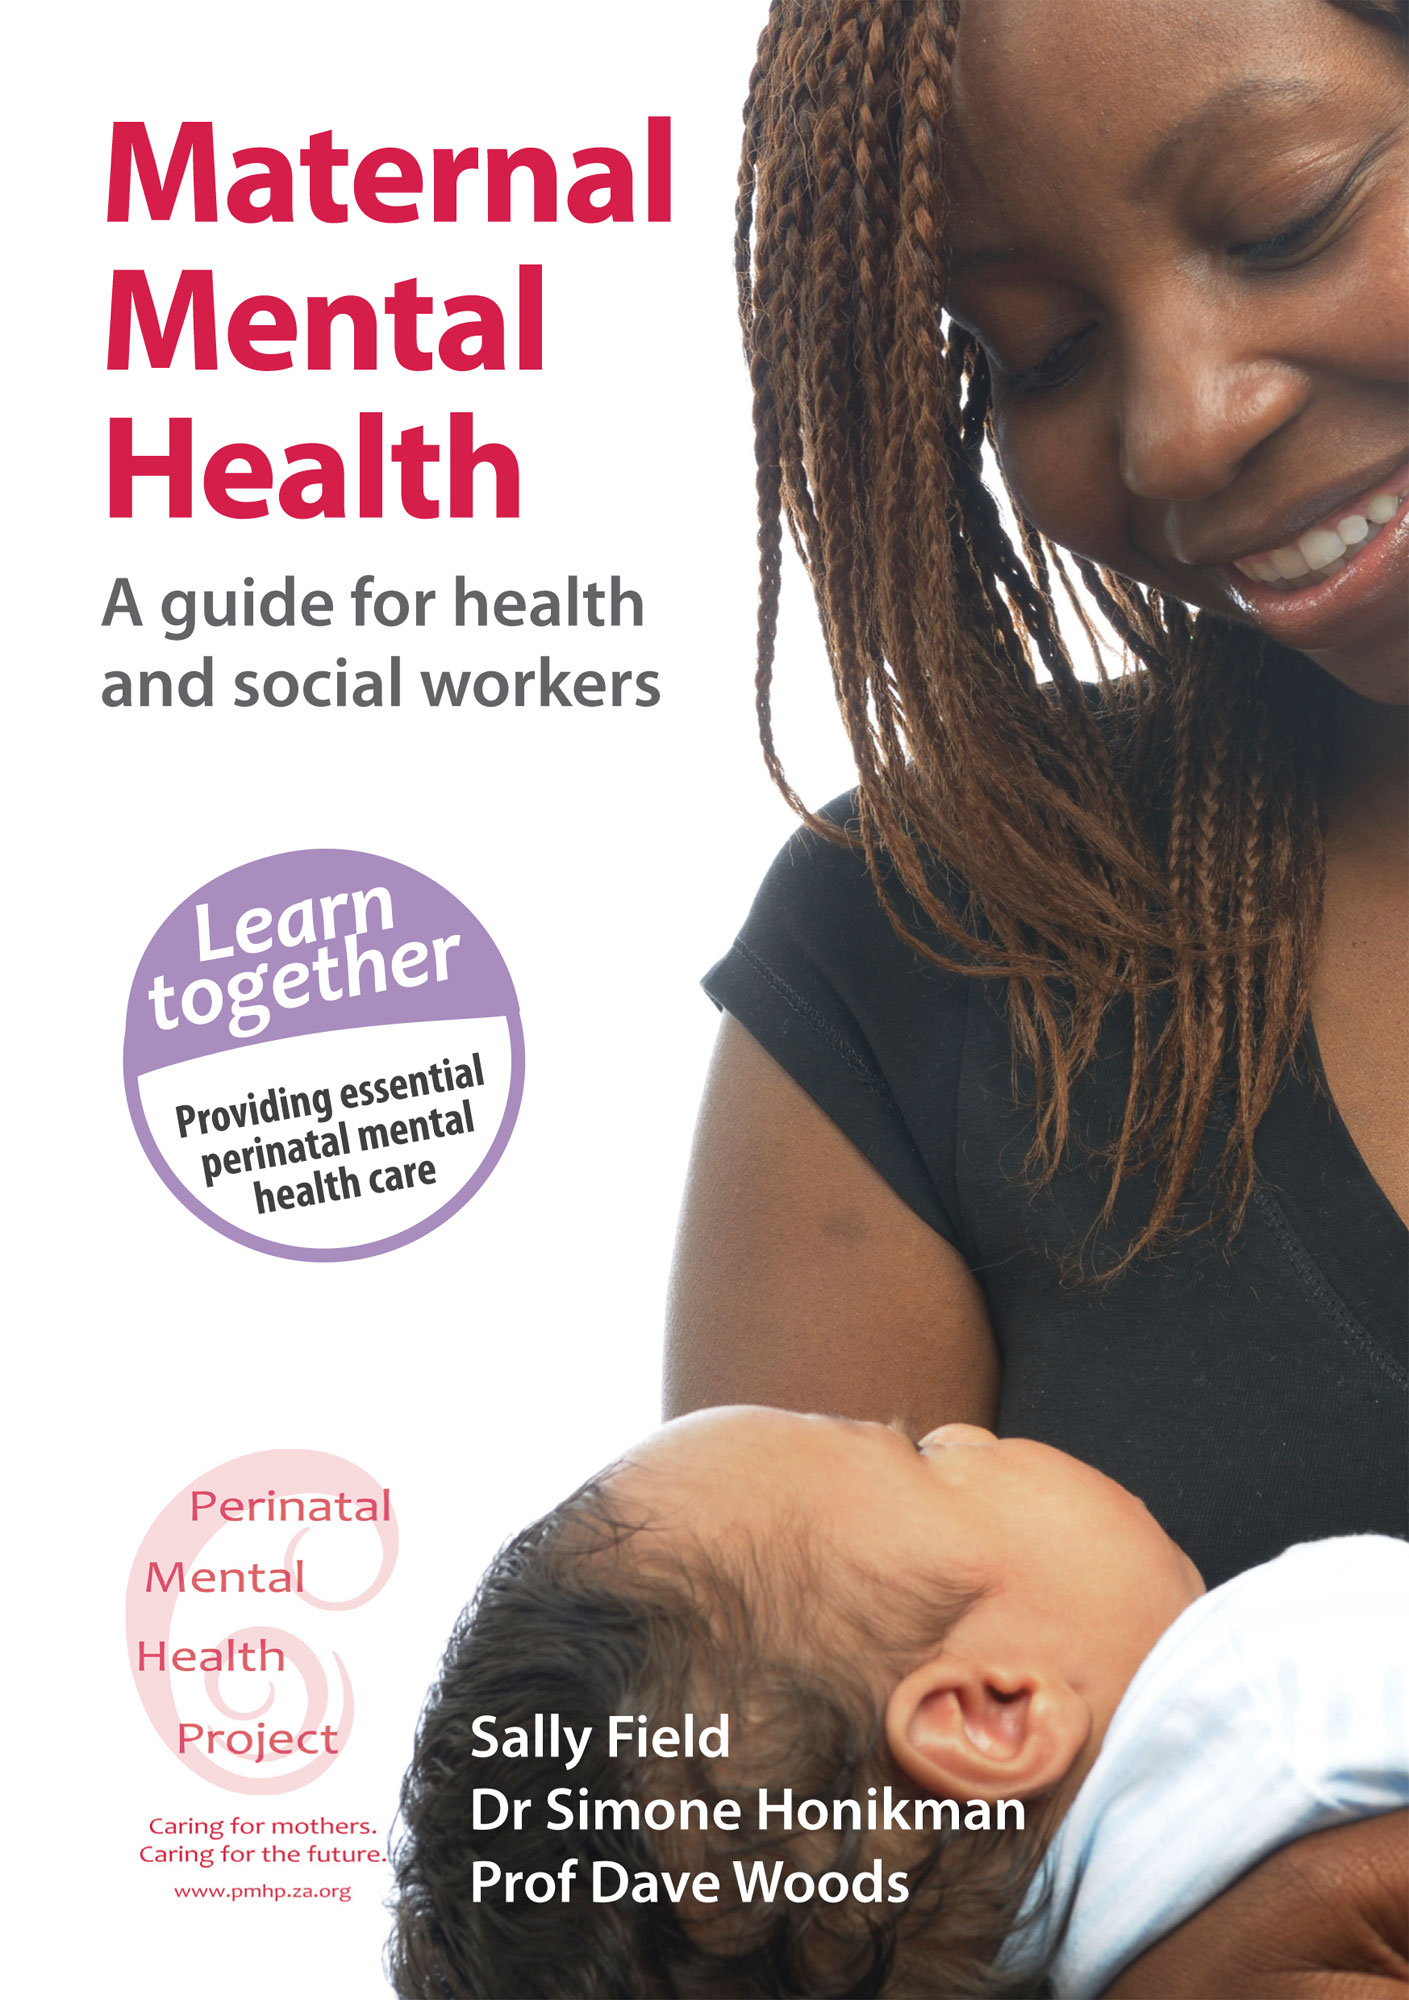 Maternal
Mental
Health
A guide for health
and social workers
Learn
together
Providing essential
perinatal mental
health care
Perinatal
Mental
Health
Project
Caring for mothers.
Caring for the future.
www.pmhp.za.org
Sally Field
Dr Simone Honikman
Prof Dave Woods